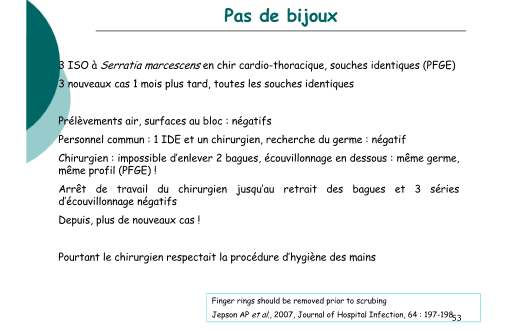 Pas de bijoux
3 ISO à Serratia marcescens en chir cardio-thoracique, souches identiques (PFGE)
3 nouveaux cas 1 mois plus tard, toutes les souches identiques
Prélèvements air, surfaces au bloc : négatifs
Personnel commun : 1 IDE et un chirurgien, recherche du germe : négatif
Chirurgien : impossible d'enlever 2 bagues, écouvillonnage en dessous : même germe,
même profil (PFGE) !
Arrêt de travail du chirurgien jusqu'au retrait des bagues et 3 séries
d'écouvillonnage négatifs
Depuis, plus de nouveaux cas !
Pourtant le chirurgien respectait la procédure d'hygiène des mains
Finger rings should be removed prior to scrubing
Jepson AP et al, 2007, Journal of Hospital Infection, 64 : 197-198
53